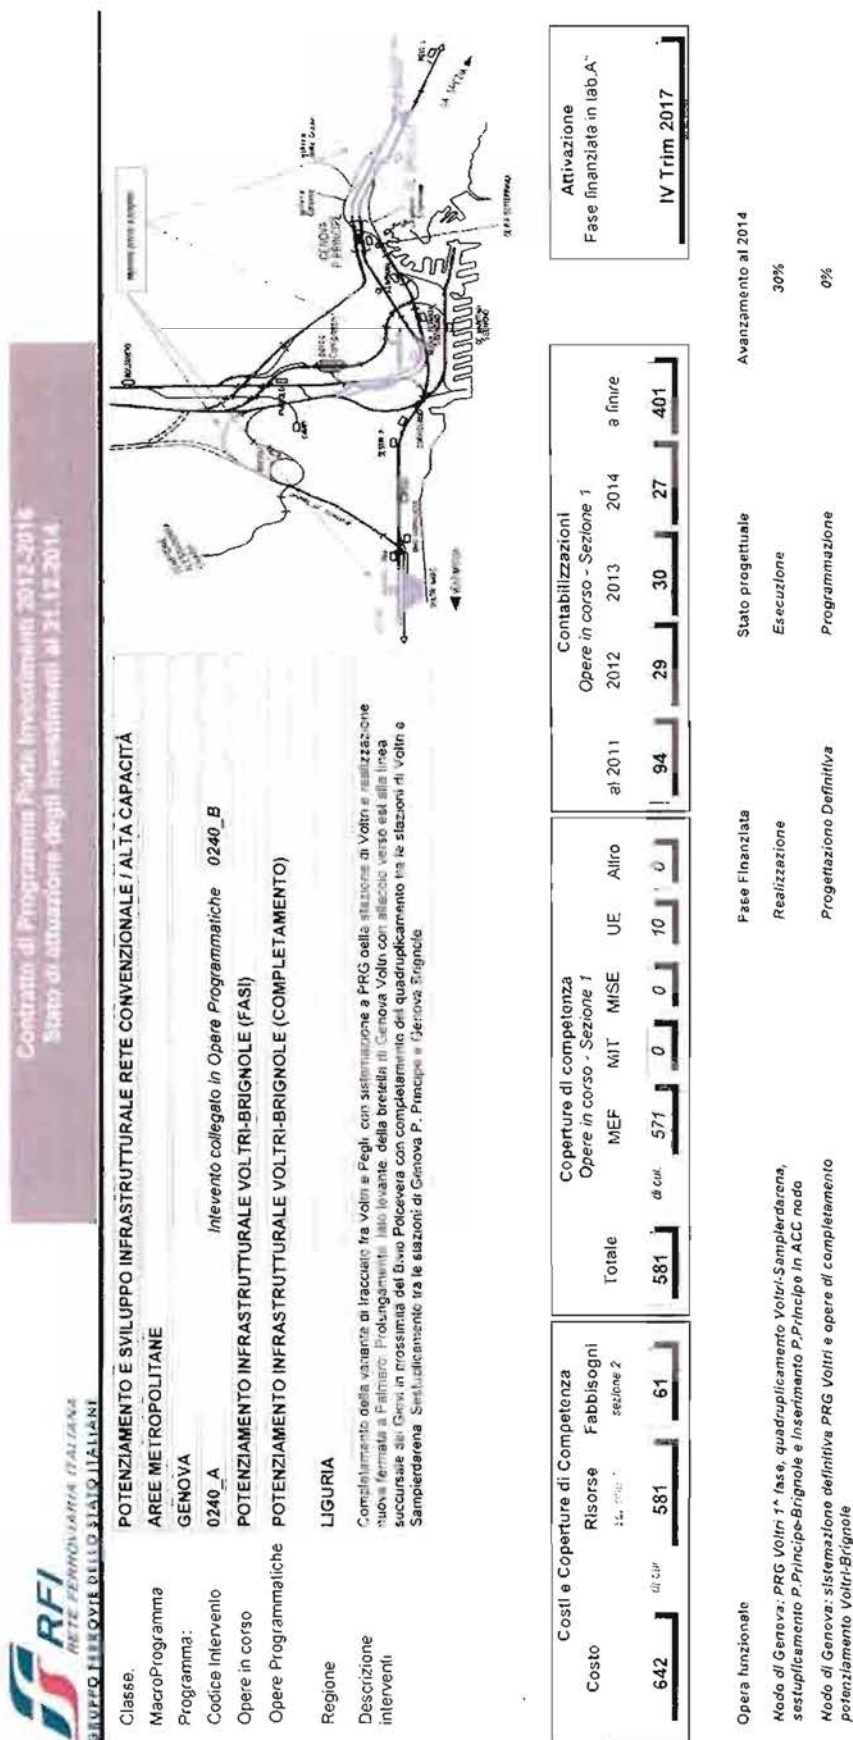 RFI
RETE FERROVIARIA ITALIANA
GRUPPO FERROVIE DELLO STATO ITALIANE
Contratto di Programma Parte Investimenti 2012-2016
Stato di attuazione degli investimenti al 31.12.2014
Classe.
POTENZIAMENTO E SVILUPPO INFRASTRUTTURALE RETE CONVENZIONALE / ALTA CAPACITÀ
MacroProgramma
AREE METROPOLITANE
Programma:
GENOVA
Codice Intervento
0240_A
Intevento collegato in Opere Programmatiche 0240_B
Opere in corso
POTENZIAMENTO INFRASTRUTTURALE VOLTRI-BRIGNOLE (FASI)
Opere Programmatiche
POTENZIAMENTO INFRASTRUTTURALE VOLTRI-BRIGNOLE (COMPLETAMENTO)
Regione
LIGURIA
Descrizione
interventi
Completamento della variante di tracciato fra Voltri e Pegli con sistemazione a PRG della stazione di Voltri e realizzazione
nuova fermata a Palmaro; Prolungamento, lato levante, della bretella di Genova Voltri con allaccio verso est alla linea
succursale dei Giovi in prossimità del Bivio Polcevera con completamento del quadruplicamento tra le stazioni di Voltri e
Sampierdarena Sestuplicamento tra le stazioni di Genova P. Principe e Genova Brignole
GENOVA
P. PRINCIPE
Costi e Coperture di Competenza
Costo
Risorse
Fabbisogni
sezione 2
642
di cui
581
61
Coperture di competenza
Opere in corso - Sezione 1
Totale
MEF
MIT
MISE
UE
Altro
581
di cui.
571
0
0
10
0
Contabilizzazioni
Opere in corso - Sezione 1
al 2011
2012
2013
2014
a finire
94
29
30
27
401
Attivazione
Fase finanziata in tab.A"
IV Trim 2017
Opera funzionale
Fase Finanziata
Stato progettuale
Avanzamento al 2014
Nodo di Genova: PRG Voltri 1^ fase, quadruplicamento Voltri-Sampierdarena,
sestuplicamento P.Principe-Brignole e Inserimento P.Principe in ACC nodo
Realizzazione
Esecuzione
30%
Nodo di Genova: sistemazione definitiva PRG Voltri e opere di completamento
potenziamento Voltri-Brignole
Progettazione Definitiva
Programmazione
0%